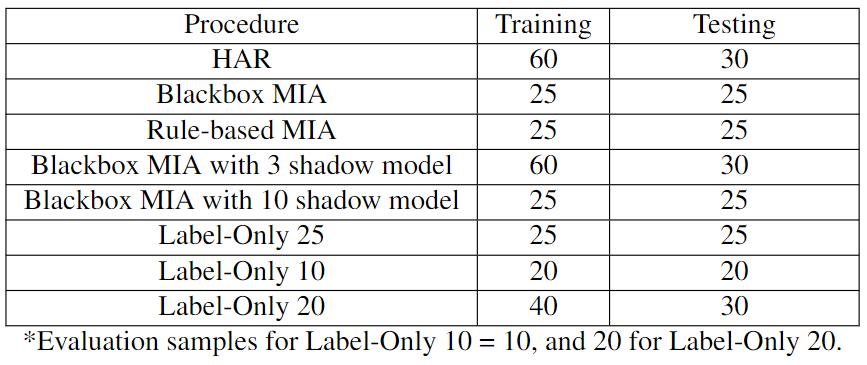 Procedure Training Testing
HAR 60 30
Blackbox MIA 25 25
Rule-based MIA 25 25
Blackbox MIA with 3 shadow model 60 30
Blackbox MIA with 10 shadow model 25 25
Label-Only 25 25 25
Label-Only 10 20 20
Label-Only 20 40 30
*Evaluation samples for Label-Only 10 = 10, and 20 for Label-Only 20.